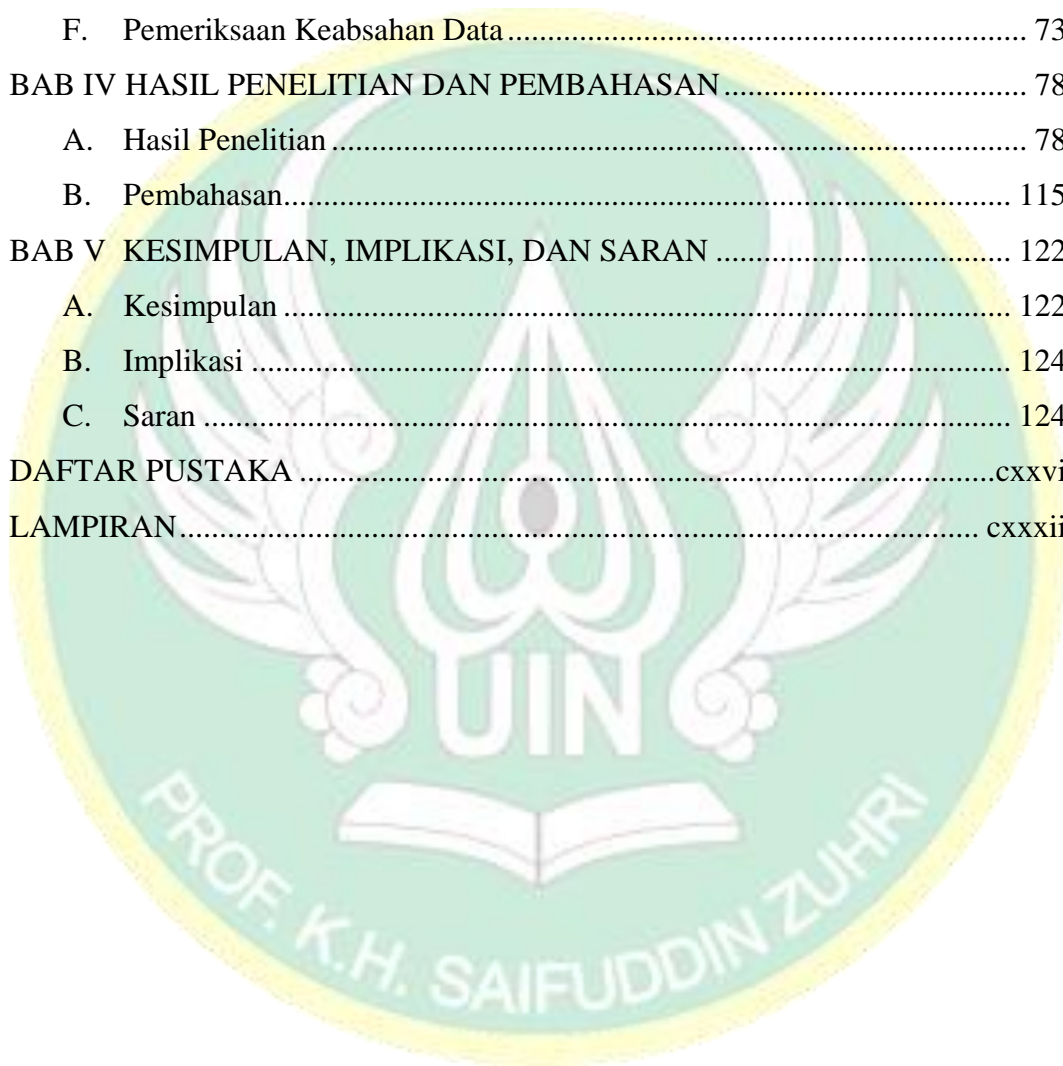 F. Pemeriksaan Keabsahan Data ........................................................................ 73
BAB IV HASIL PENELITIAN DAN PEMBAHASAN .......................................... 78
A. Hasil Penelitian ................................................................................................ 78
B. Pembahasan.................................................................................................... 115
BAB V KESIMPULAN, IMPLIKASI, DAN SARAN ......................................... 122
A. Kesimpulan .................................................................................................... 122
B. Implikasi ........................................................................................................ 124
C. Saran ............................................................................................................... 124
DAFTAR PUSTAKA .................................................................................................cxxvi
LAMPIRAN............................................................................................................... cxxxii
UIN
PROF. K.H. SAIFUDDIN ZUHRI